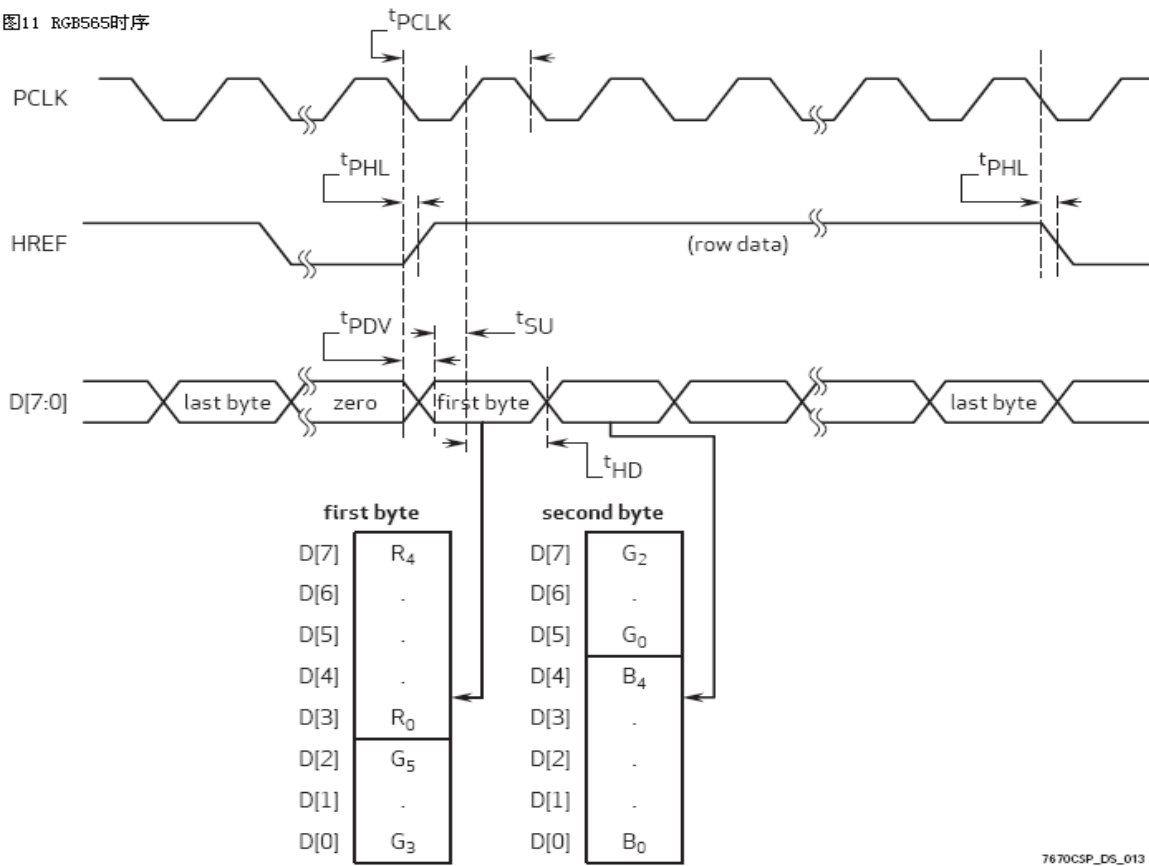 图11 RGB565时序
tPCLK
PCLK
tPHL
tPHL
HREF
(row data)
tPDV
tSU
D[7:0]
last byte
zero
first byte
last byte
tHD
first byte
second byte
D[7] R4
D[6] .
D[5] .
D[4] .
D[3] R0
D[2] G5
D[1] .
D[0] G3
D[7] G2
D[6] .
D[5] G0
D[4] B4
D[3] .
D[2] .
D[1] .
D[0] B0
7670CSP_DS_013